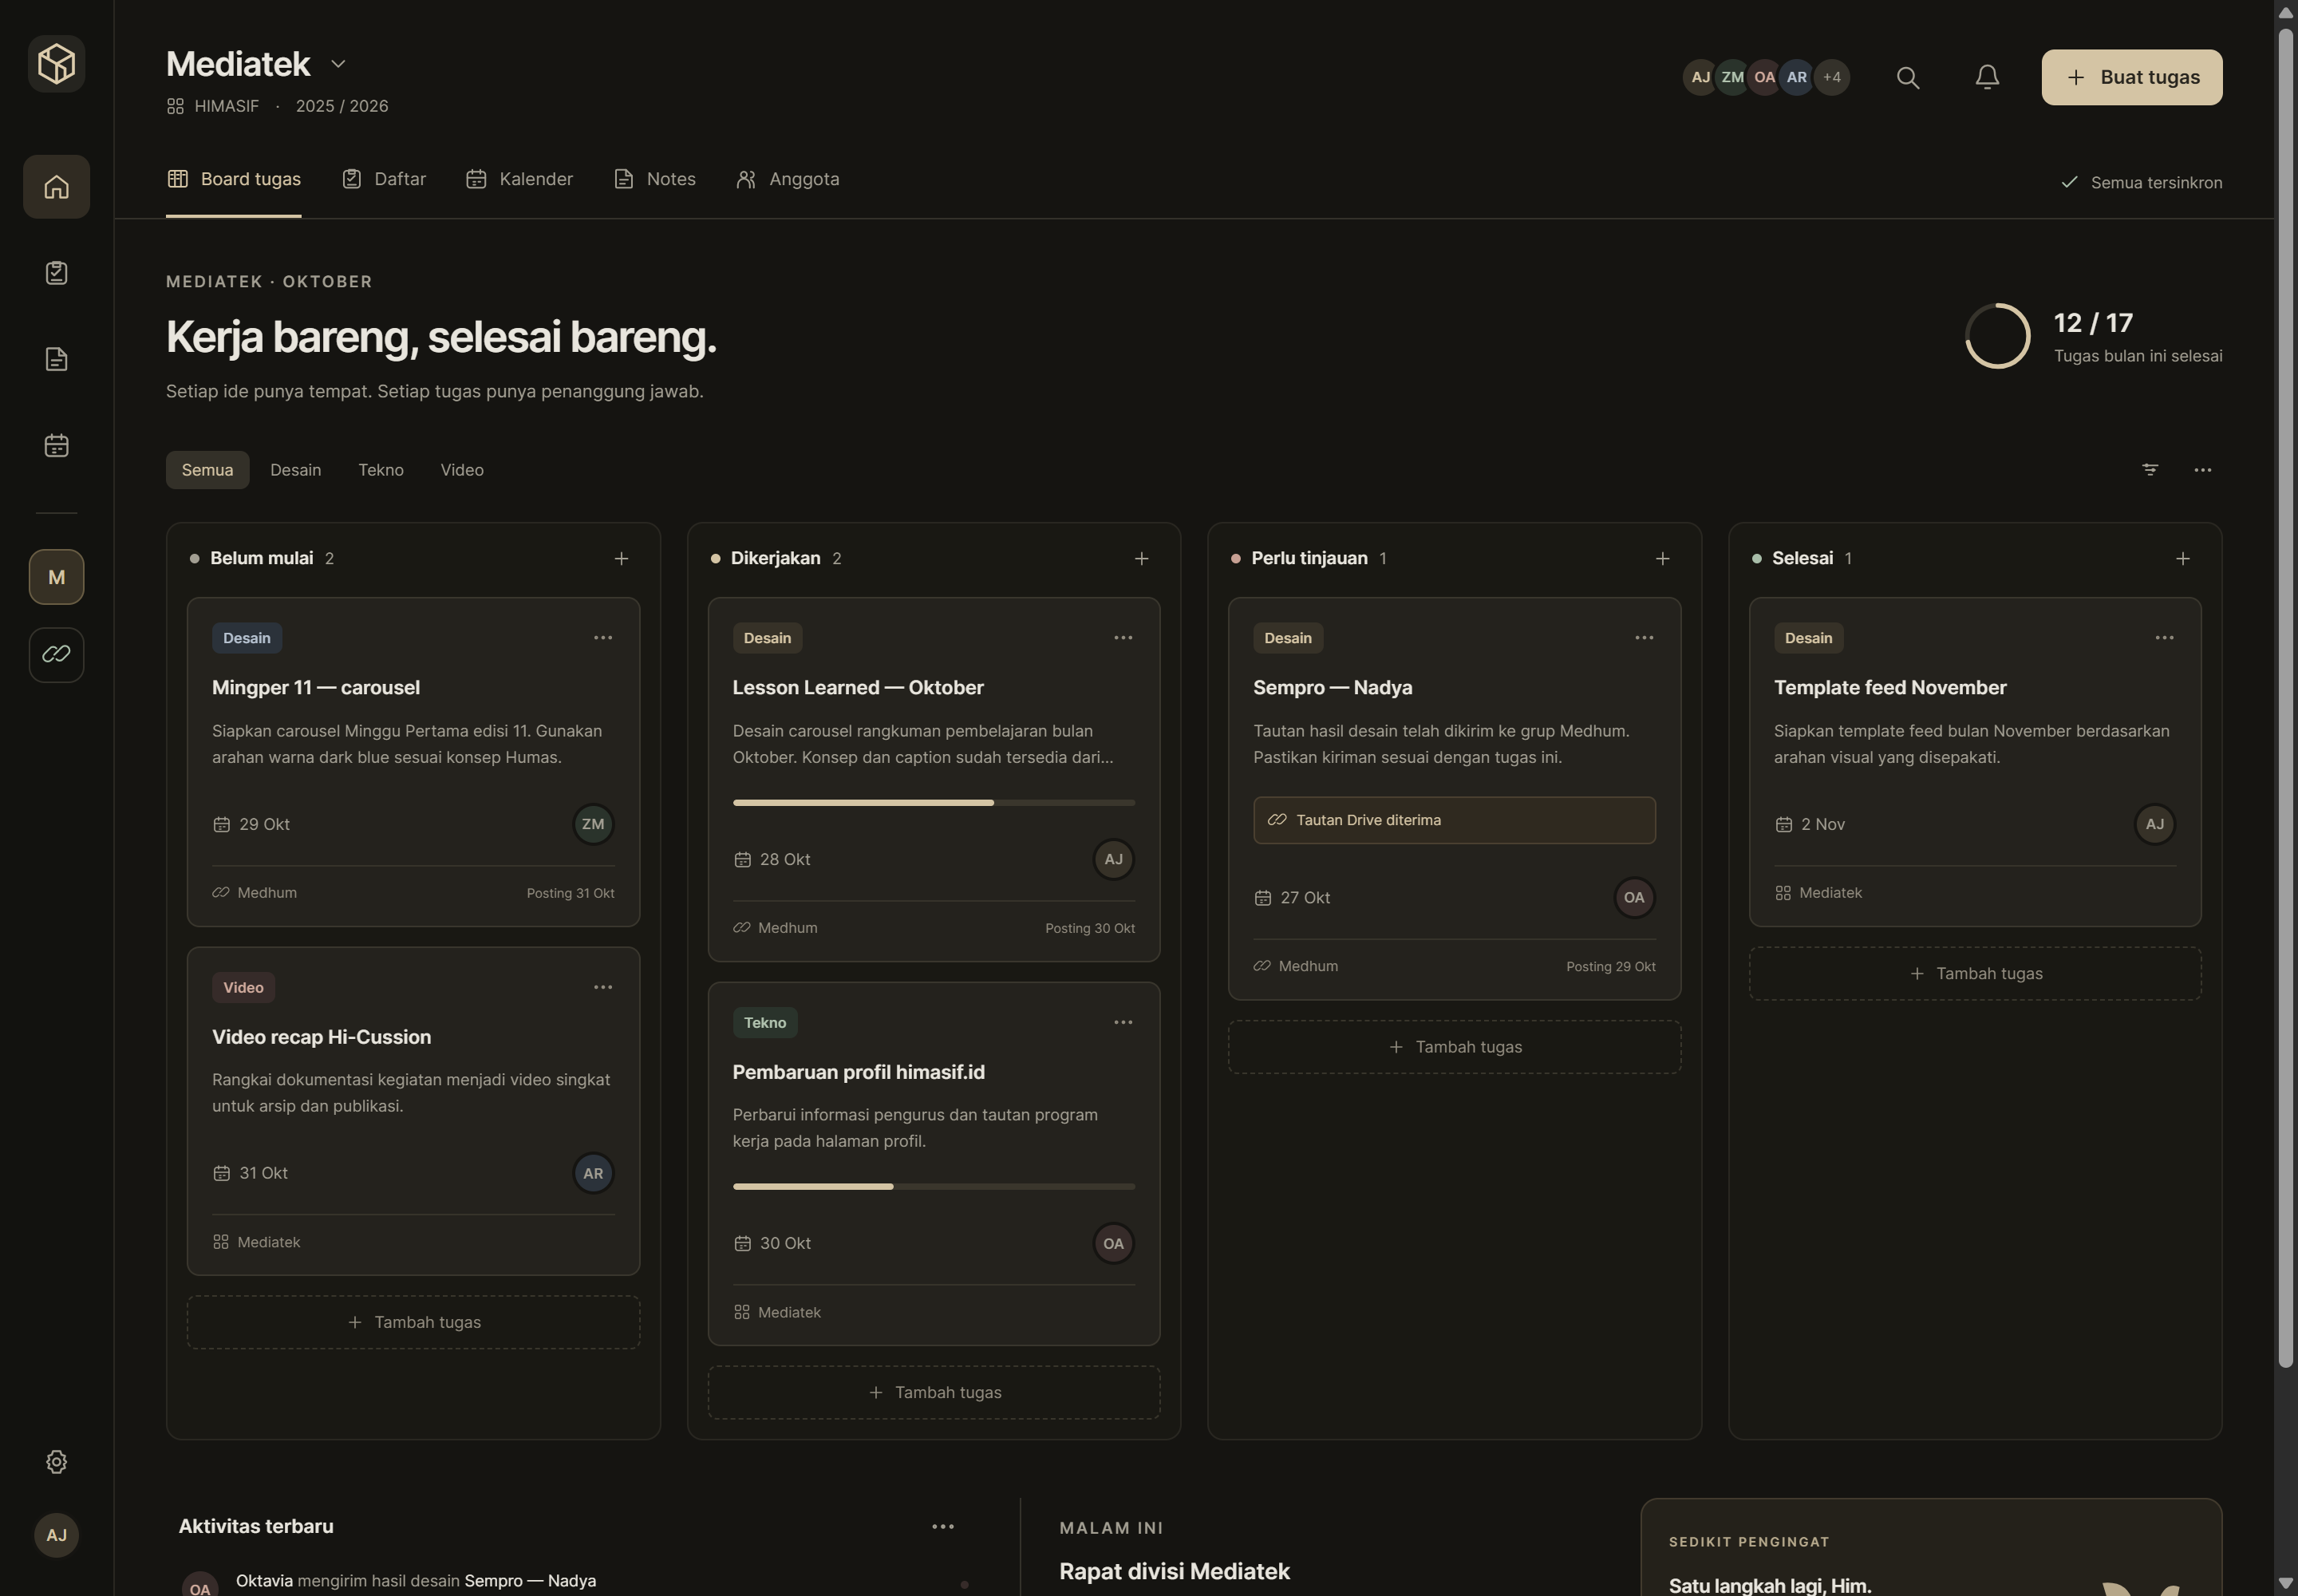 Mediatek
HIMASIF · 2025 / 2026
AJ ZM OA AR +4
Buat tugas
Board tugas
Daftar
Kalender
Notes
Anggota
Semua tersinkron
M
AJ
MEDIATEK · OKTOBER
Kerja bareng, selesai bareng.
Setiap ide punya tempat. Setiap tugas punya penanggung jawab.
12 / 17
Tugas bulan ini selesai
Semua
Desain
Tekno
Video
Belum mulai 2
Desain
Mingper 11 — carousel
Siapkan carousel Minggu Pertama edisi 11. Gunakan
arahan warna dark blue sesuai konsep Humas.
29 Okt
ZM
Medhum
Posting 31 Okt
Video
Video recap Hi-Cussion
Rangkai dokumentasi kegiatan menjadi video singkat
untuk arsip dan publikasi.
31 Okt
AR
Mediatek
Tambah tugas
Dikerjakan 2
Desain
Lesson Learned — Oktober
Desain carousel rangkuman pembelajaran bulan
Oktober. Konsep dan caption sudah tersedia dari...
28 Okt
AJ
Medhum
Posting 30 Okt
Tekno
Pembaruan profil himasif.id
Perbarui informasi pengurus dan tautan program
kerja pada halaman profil.
30 Okt
OA
Mediatek
Tambah tugas
Perlu tinjauan 1
Desain
Sempro — Nadya
Tautan hasil desain telah dikirim ke grup Medhum.
Pastikan kiriman sesuai dengan tugas ini.
Tautan Drive diterima
27 Okt
OA
Medhum
Posting 29 Okt
Tambah tugas
Selesai 1
Desain
Template feed November
Siapkan template feed bulan November berdasarkan
arahan visual yang disepakati.
2 Nov
AJ
Mediatek
Tambah tugas
Aktivitas terbaru
OA
Oktavia mengirim hasil desain Sempro — Nadya
MALAM INI
Rapat divisi Mediatek
SEDIKIT PENGINGAT
Satu langkah lagi, Him.